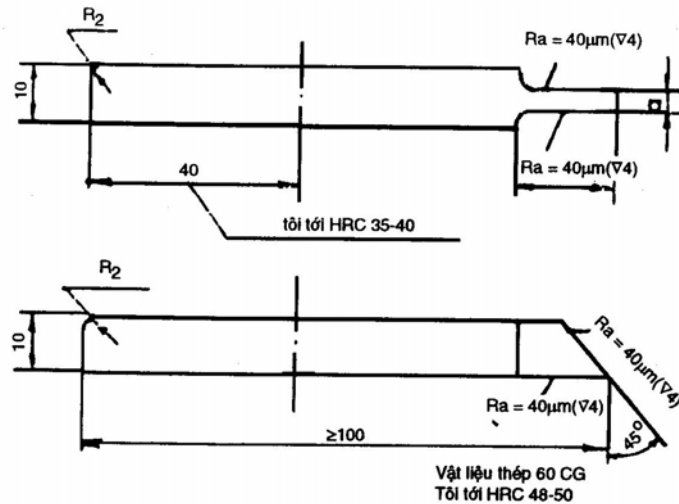 R2
Ra = 40μm(∇4)
10
Ra = 40μm(∇4)
40
tôi tới HRC 35-40
R2
10
Ra = 40μm(∇4)
Ra = 40μm(∇4)
≥100
45°
Vật liệu thép 60 CG
Tôi tới HRC 48-50